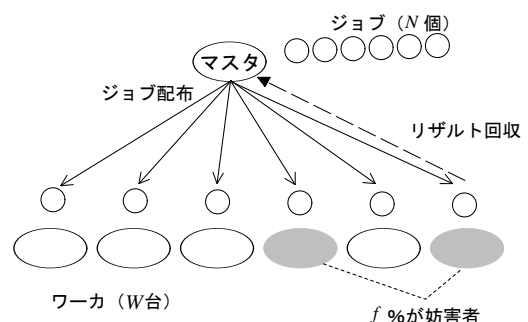 ジョブ（N 個）
マスタ
ジョブ配布
リザルト回収
ワーカ（W台）
f %が妨害者